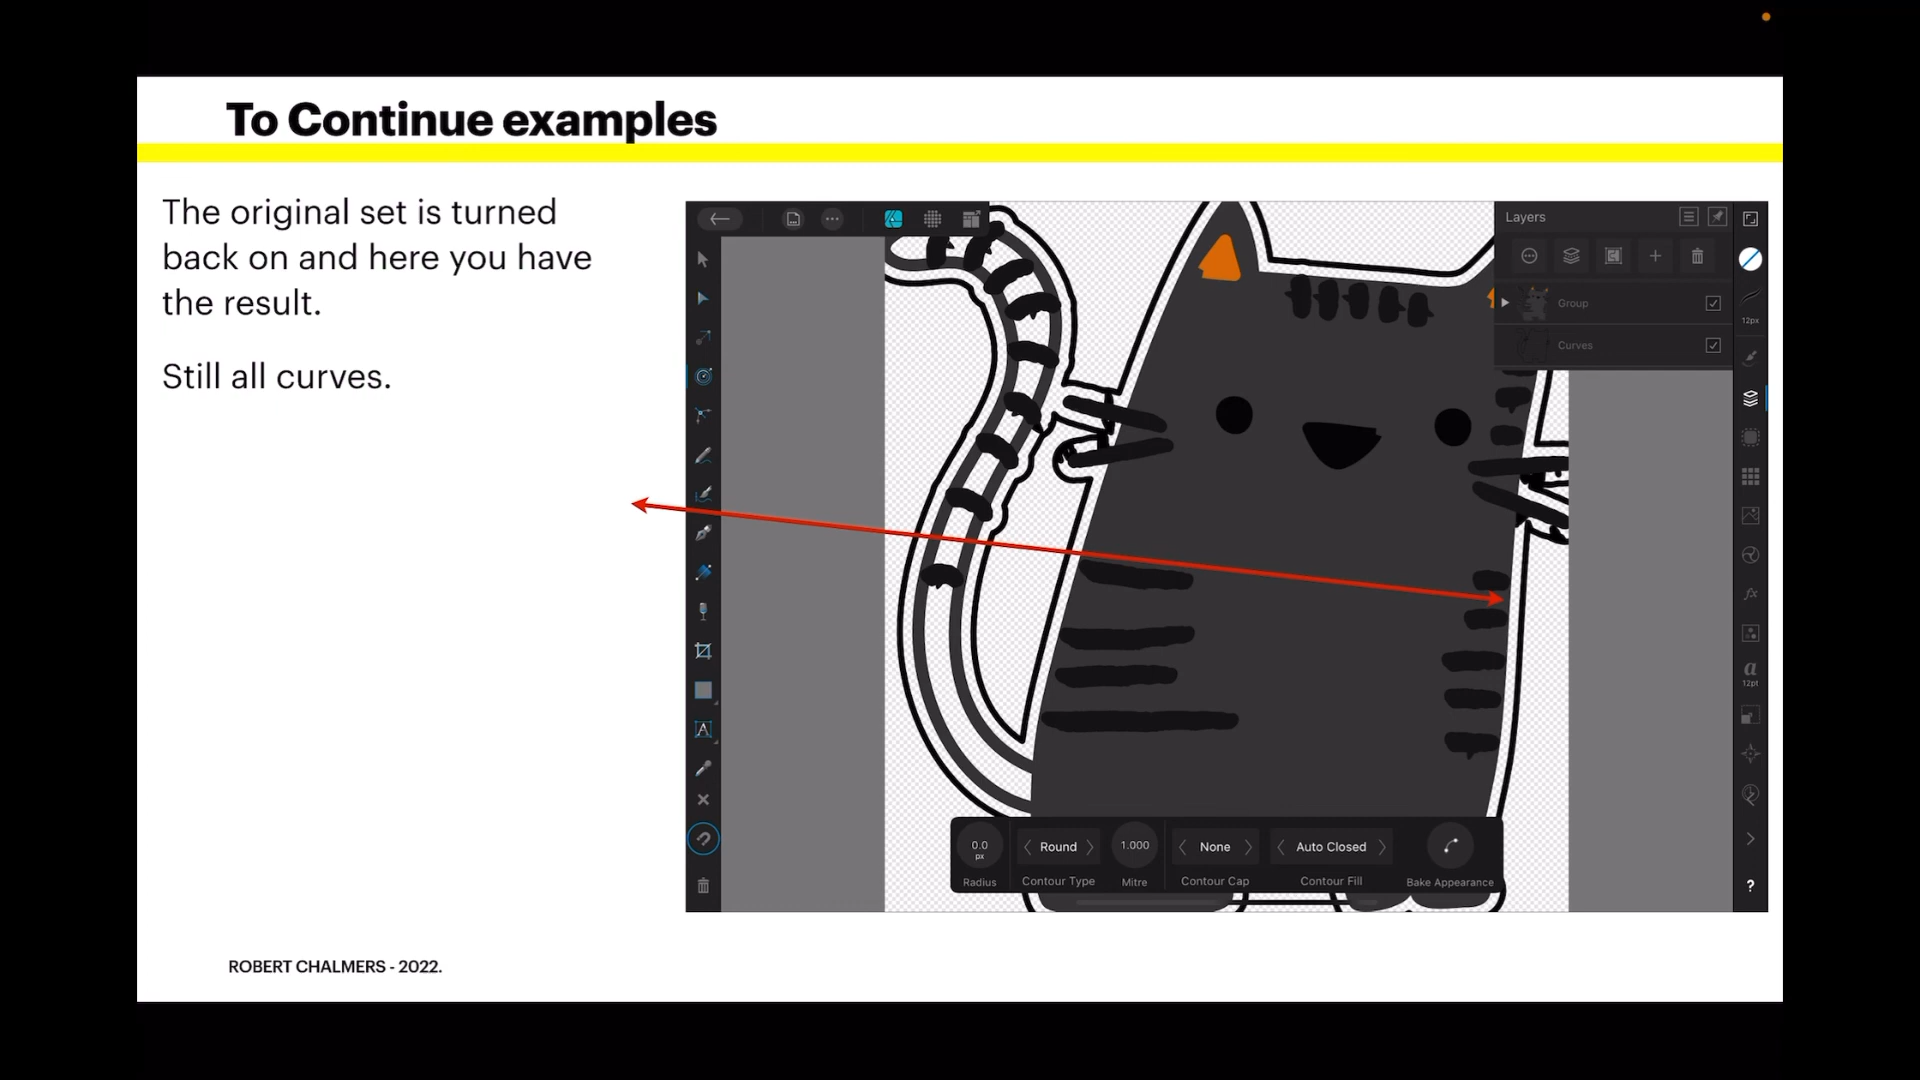 To Continue examples
The original set is turned
back on and here you have
the result.
Still all curves.
Layers
Group
Curves
12px
a
12pt
fx
A
?
0.0
px
Radius
Round
Contour Type
1.000
Mitre
None
Contour Cap
Auto Closed
Contour Fill
Bake Appearance
ROBERT CHALMERS - 2022.